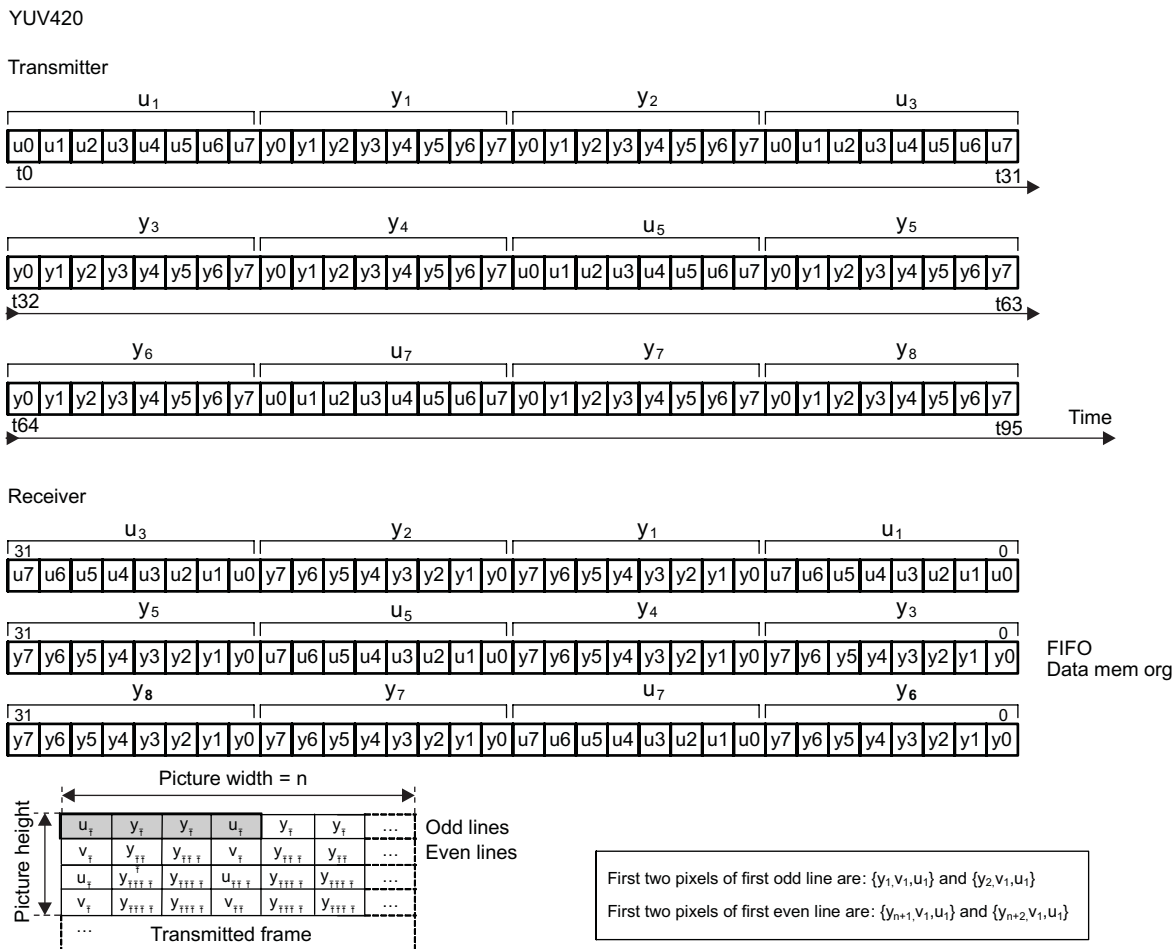 YUV420
Transmitter
u1 y1 y2 u3
u0 u1 u2 u3 u4 u5 u6 u7 y0 y1 y2 y3 y4 y5 y6 y7 y0 y1 y2 y3 y4 y5 y6 y7 u0 u1 u2 u3 u4 u5 u6 u7
t0 t31
y3 y4 u5 y5
y0 y1 y2 y3 y4 y5 y6 y7 y0 y1 y2 y3 y4 y5 y6 y7 u0 u1 u2 u3 u4 u5 u6 u7 y0 y1 y2 y3 y4 y5 y6 y7
t32 t63
y6 u7 y7 y8
y0 y1 y2 y3 y4 y5 y6 y7 u0 u1 u2 u3 u4 u5 u6 u7 y0 y1 y2 y3 y4 y5 y6 y7 y0 y1 y2 y3 y4 y5 y6 y7
t64 t95 Time
Receiver
u3 y2 y1 u1
31 0
u7 u6 u5 u4 u3 u2 u1 u0 y7 y6 y5 y4 y3 y2 y1 y0 y7 y6 y5 y4 y3 y2 y1 y0 u7 u6 u5 u4 u3 u2 u1 u0
y5 u5 y4 y3
31 0
y7 y6 y5 y4 y3 y2 y1 y0 u7 u6 u5 u4 u3 u2 u1 u0 y7 y6 y5 y4 y3 y2 y1 y0 y7 y6 y5 y4 y3 y2 y1 y0
FIFO
Data mem org
y8 y7 u7 y6
31 0
y7 y6 y5 y4 y3 y2 y1 y0 y7 y6 y5 y4 y3 y2 y1 y0 u7 u6 u5 u4 u3 u2 u1 u0 y7 y6 y5 y4 y3 y2 y1 y0
Picture width = n
Picture height
u y y u y y ... Odd lines
v y y v y y ... Even lines
u y y u y y ...
v y y v y y ...
...
Transmitted frame
First two pixels of first odd line are: {y1,v1,u1} and {y2,v1,u1}
First two pixels of first even line are: {yn+1,v1,u1} and {yn+2,v1,u1}